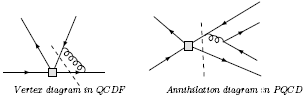 Vertex diagram in QCDF
Annihilation diagram in PQCD